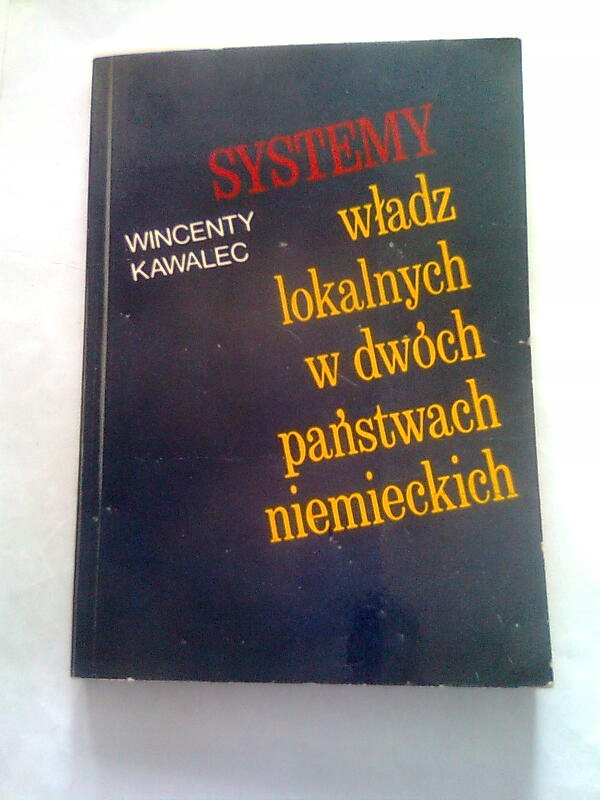 SYSTEMY
WINCENTY
KAWALEC
władz
lokalnych
w dwóch
państwach
niemieckich